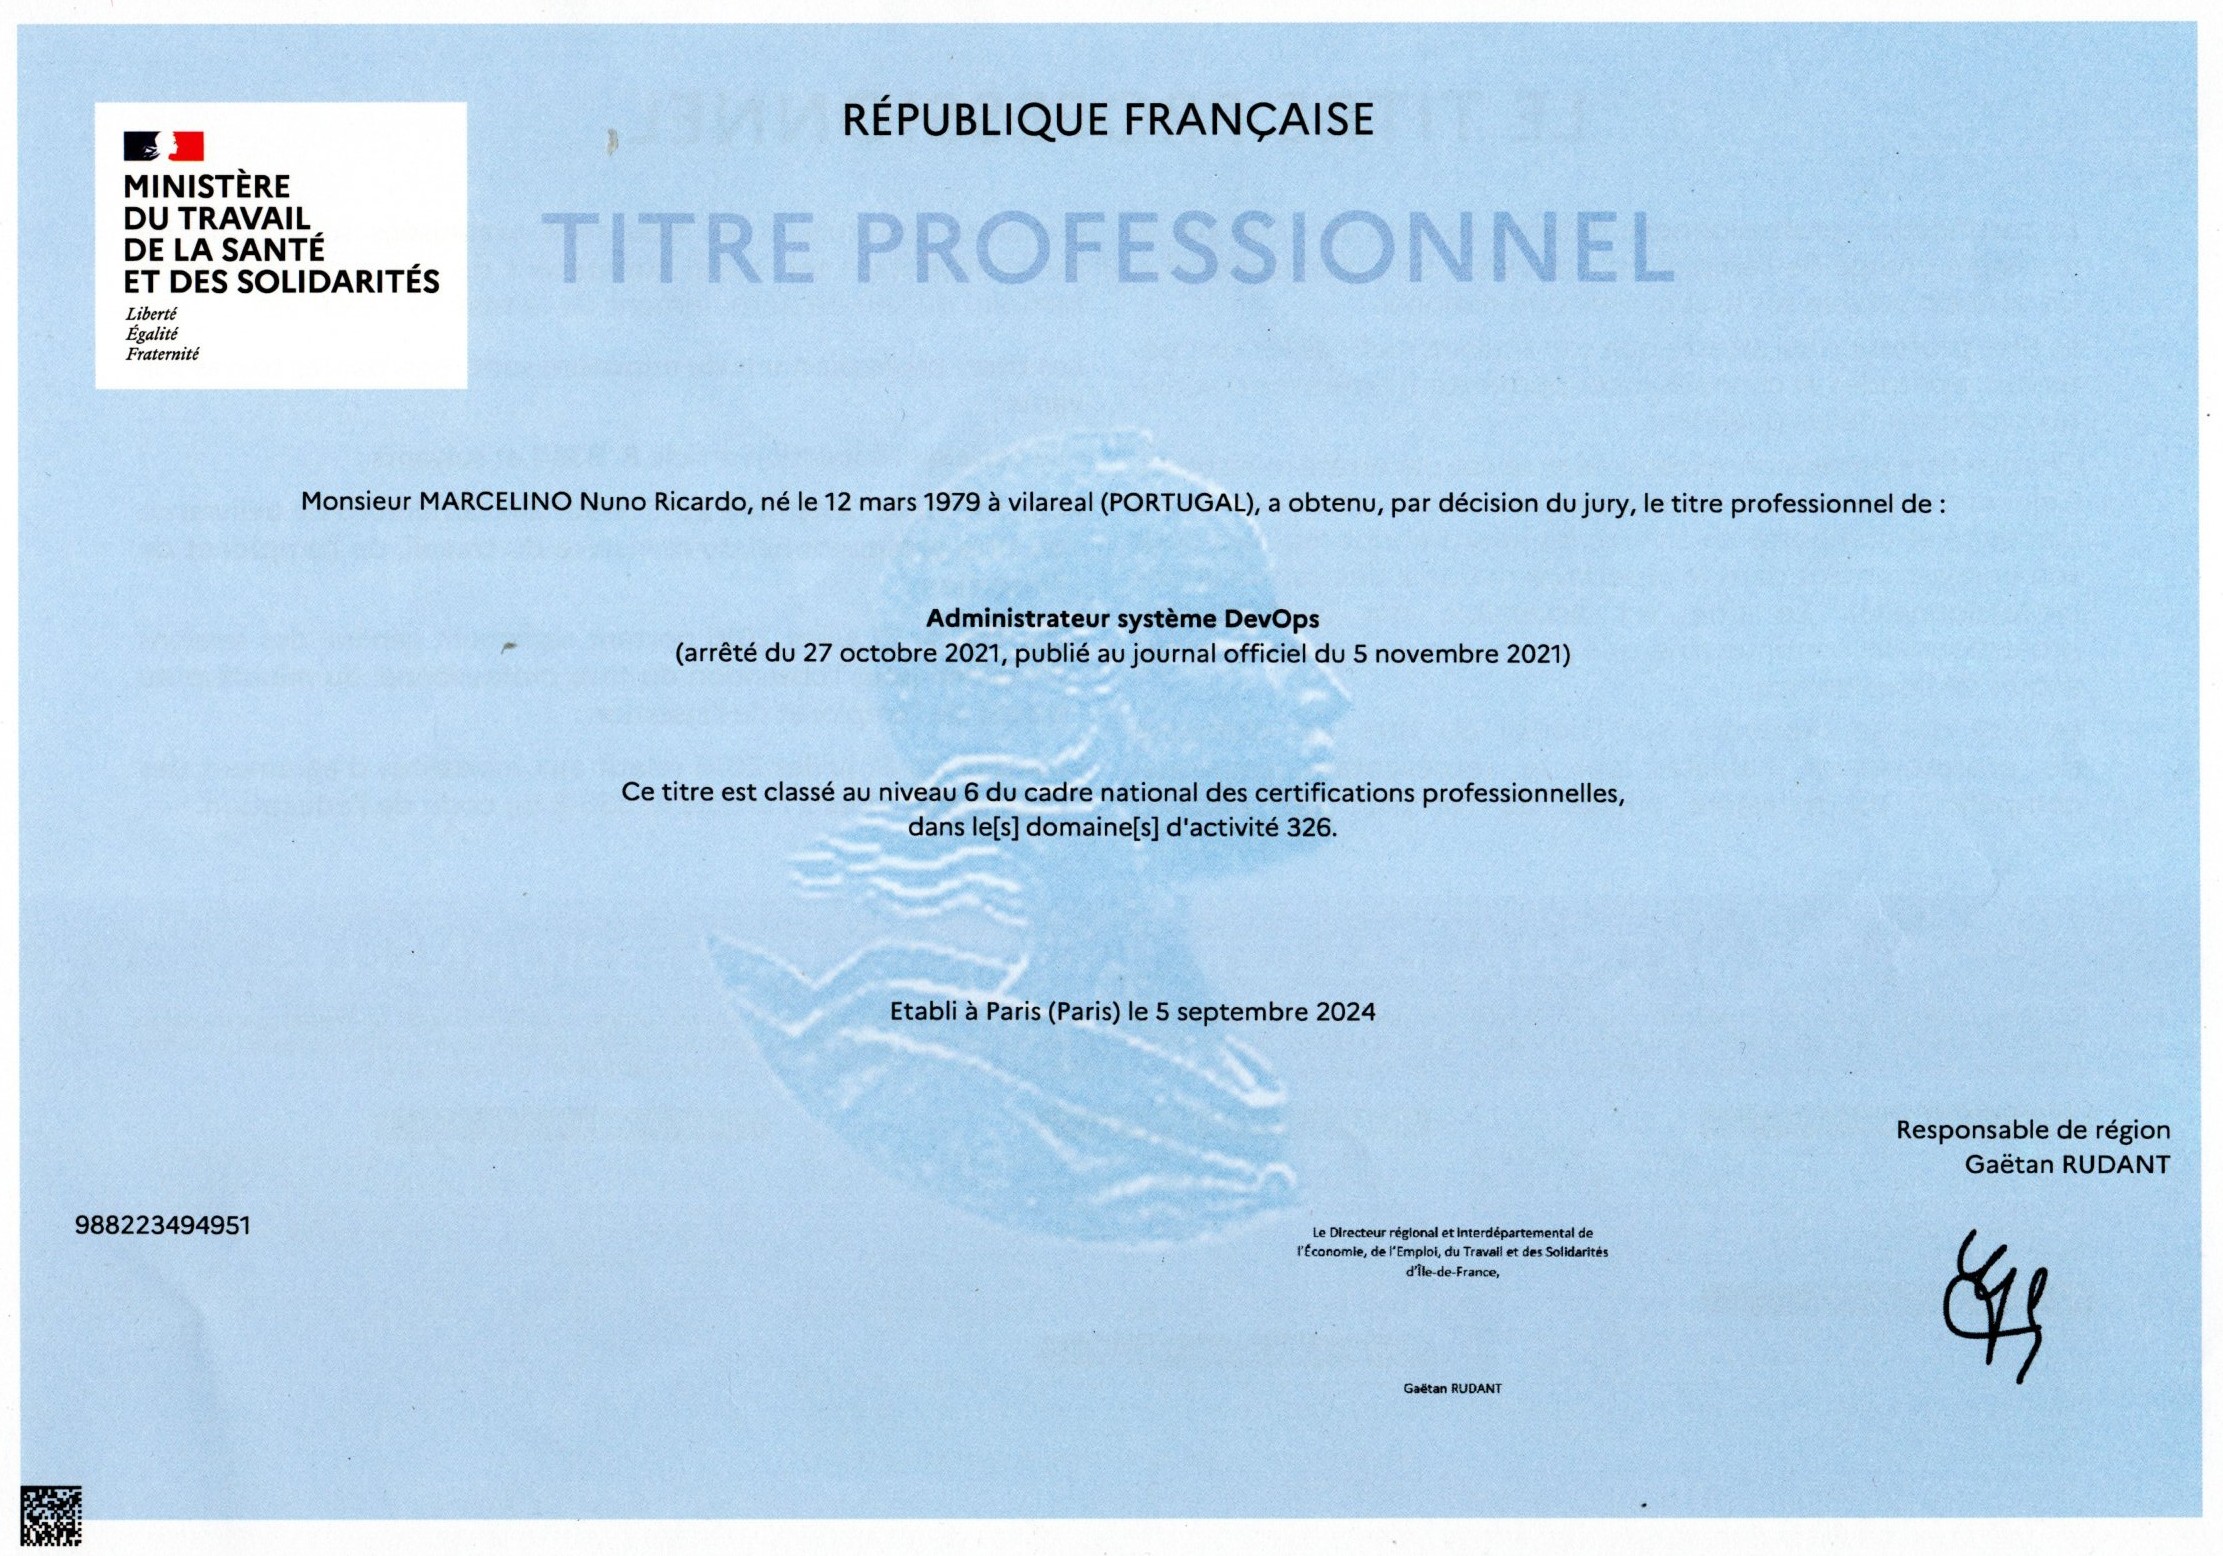 RÉPUBLIQUE FRANÇAISE
MINISTÈRE
DU TRAVAIL
DE LA SANTÉ
ET DES SOLIDARITÉS
Liberté
Égalité
Fraternité
TITRE PROFESSIONNEL
Monsieur MARCELINO Nuno Ricardo, né le 12 mars 1979 à vilareal (PORTUGAL), a obtenu, par décision du jury, le titre professionnel de :
Administrateur système DevOps
(arrêté du 27 octobre 2021, publié au journal officiel du 5 novembre 2021)
Ce titre est classé au niveau 6 du cadre national des certifications professionnelles,
dans le[s] domaine[s] d'activité 326.
Etabli à Paris (Paris) le 5 septembre 2024
Responsable de région
Gaëtan RUDANT
988223494951
Le Directeur régional et interdépartemental de
l'Économie, de l'Emploi, du Travail et des Solidarités
d'Île-de-France,
Gaëtan RUDANT